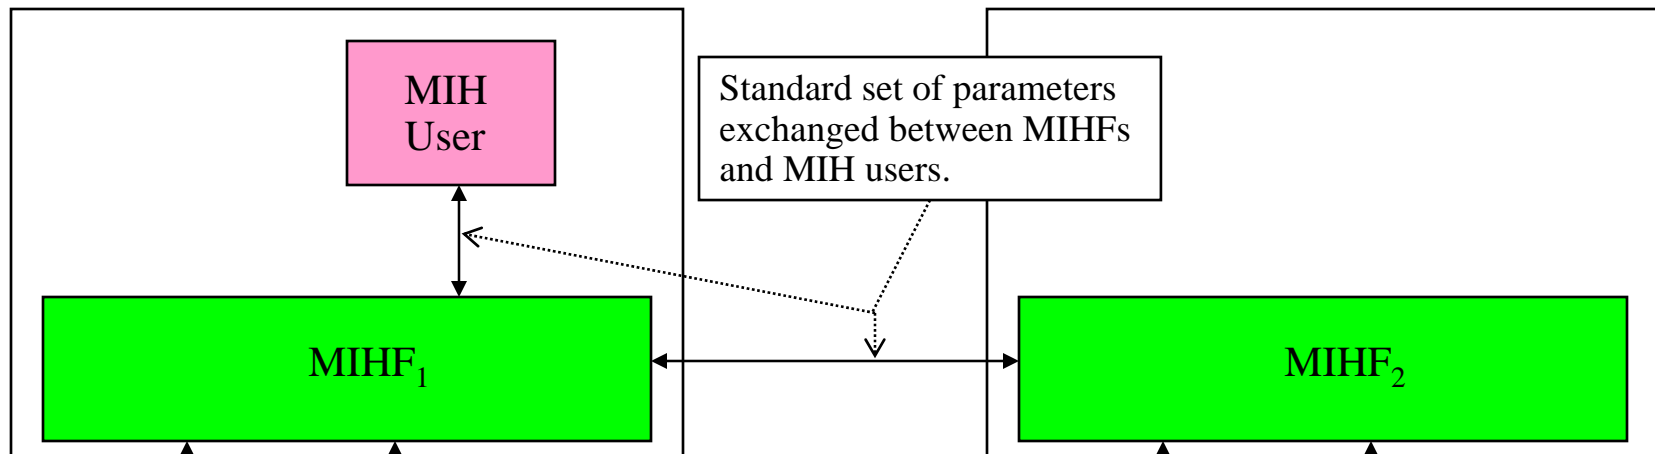 MIH
User
Standard set of parameters
exchanged between MIHFs
and MIH users.
MIHF₁
MIHF₂